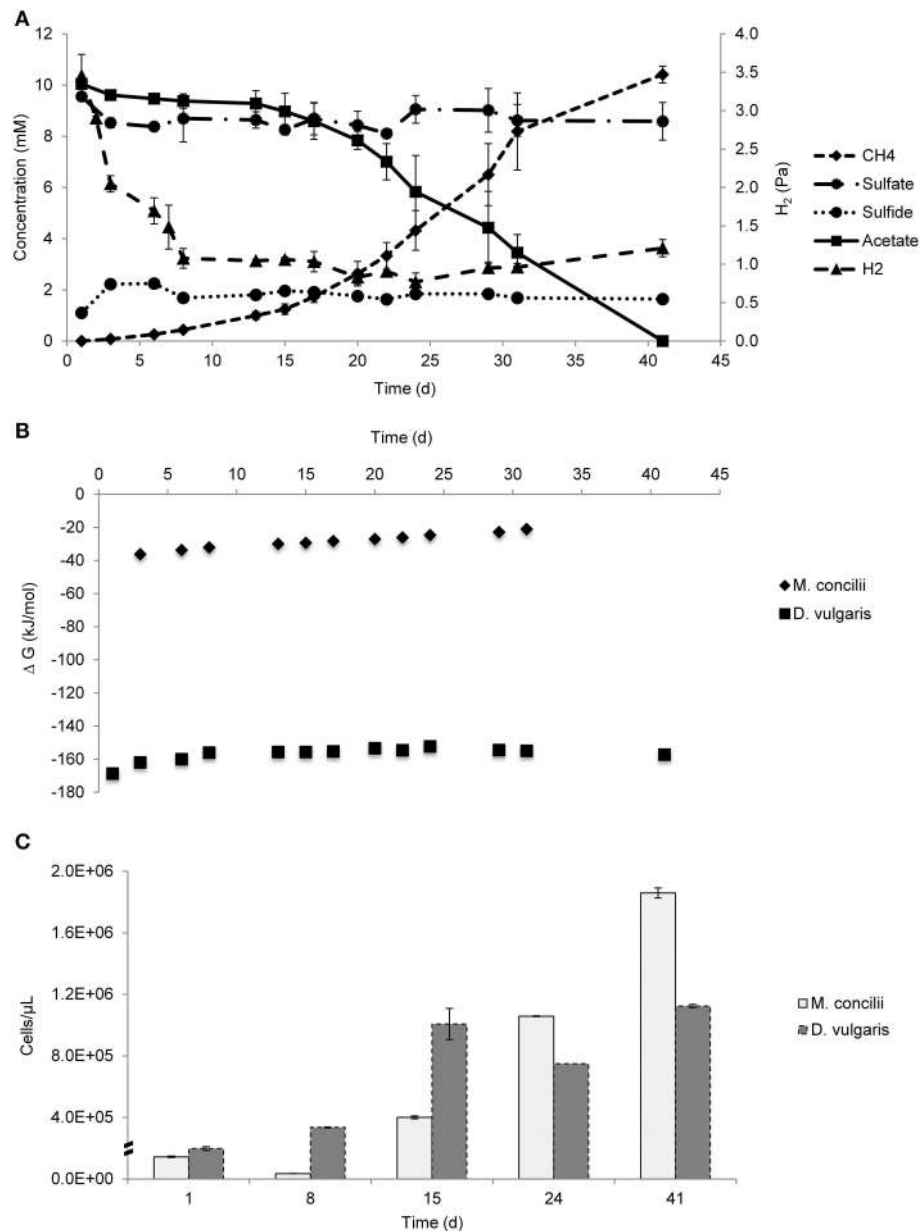 A
12
10
8
6
4
2
0
Concentration (mM)
4.0
3.5
3.0
2.5
2.0
1.5
1.0
0.5
0.0
H2 (Pa)
0 5 10 15 20 25 30 35 40 45
Time (d)
CH4
Sulfate
Sulfide
Acetate
H2
B
Time (d)
0 5 10 15 20 25 30 35 40 45
0
-20
-40
-60
-80
-100
-120
-140
-160
-180
Δ G (kJ/mol)
M. concilii
D. vulgaris
C
2.0E+06
1.6E+06
1.2E+06
8.0E+05
4.0E+05
0.0E+00
Cells/µL
1 8 15 24 41
Time (d)
M. concilii
D. vulgaris